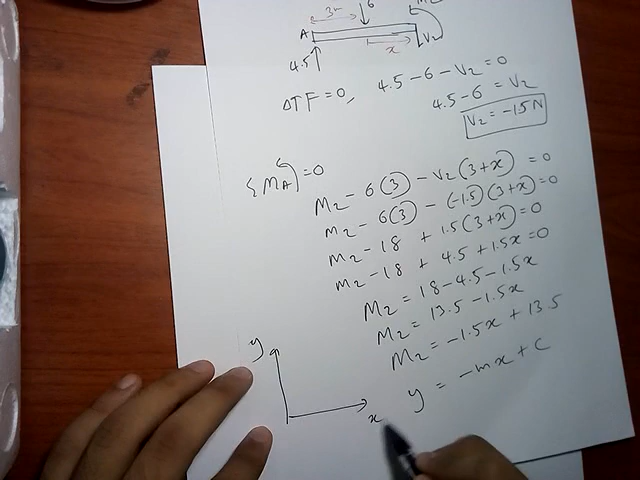 3m
6
M2
A
V2
x
4.5
↑ F = 0, 4.5 - 6 - V2 = 0
4.5 - 6 = V2
V2 = -1.5N
ΣMA = 0
M2 - 6(3) - V2(3+x) = 0
M2 - 6(3) - (-1.5)(3+x) = 0
M2 - 18 + 1.5(3+x) = 0
M2 - 18 + 4.5 + 1.5x = 0
M2 = 18 - 4.5 - 1.5x
M2 = 13.5 - 1.5x
M2 = -1.5x + 13.5
y = -mx + c
y
x